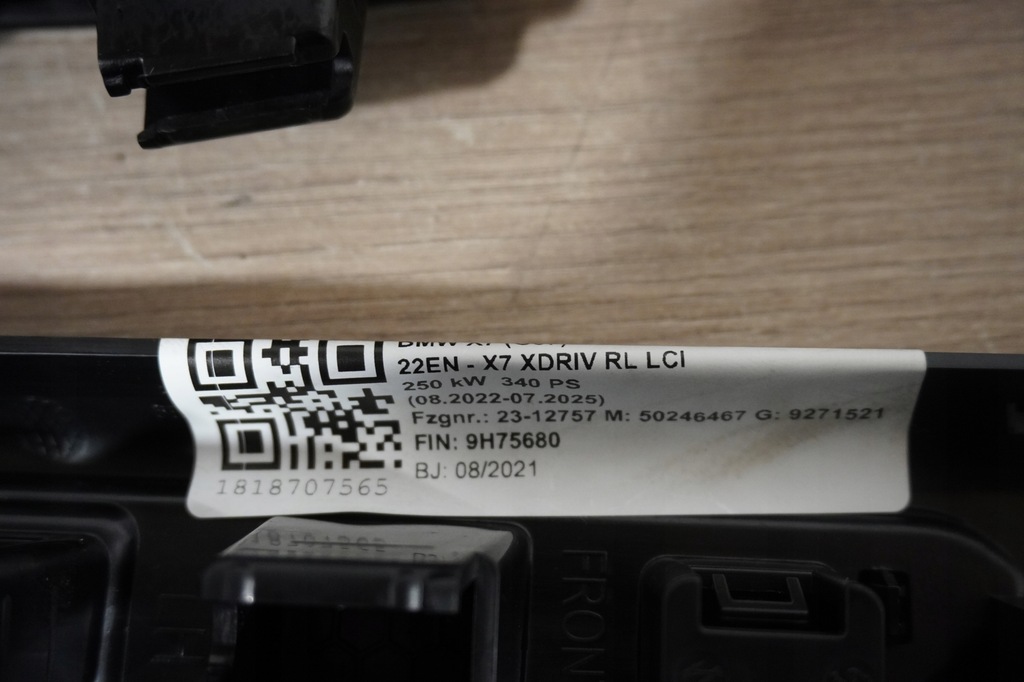 22EN - X7 XDRIV RL LCI
250 kW 340 PS
(08.2022-07.2025)
Fzgnr.: 23-12757 M: 50246467 G: 9271521
FIN: 9H75680
BJ: 08/2021
1818707565
FRON